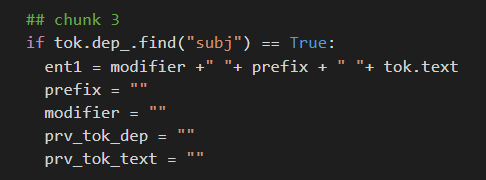 ## chunk 3
if tok.dep_.find("subj") == True:
ent1 = modifier +" "+ prefix + " "+ tok.text
prefix = ""
modifier = ""
prv_tok_dep = ""
prv_tok_text = ""